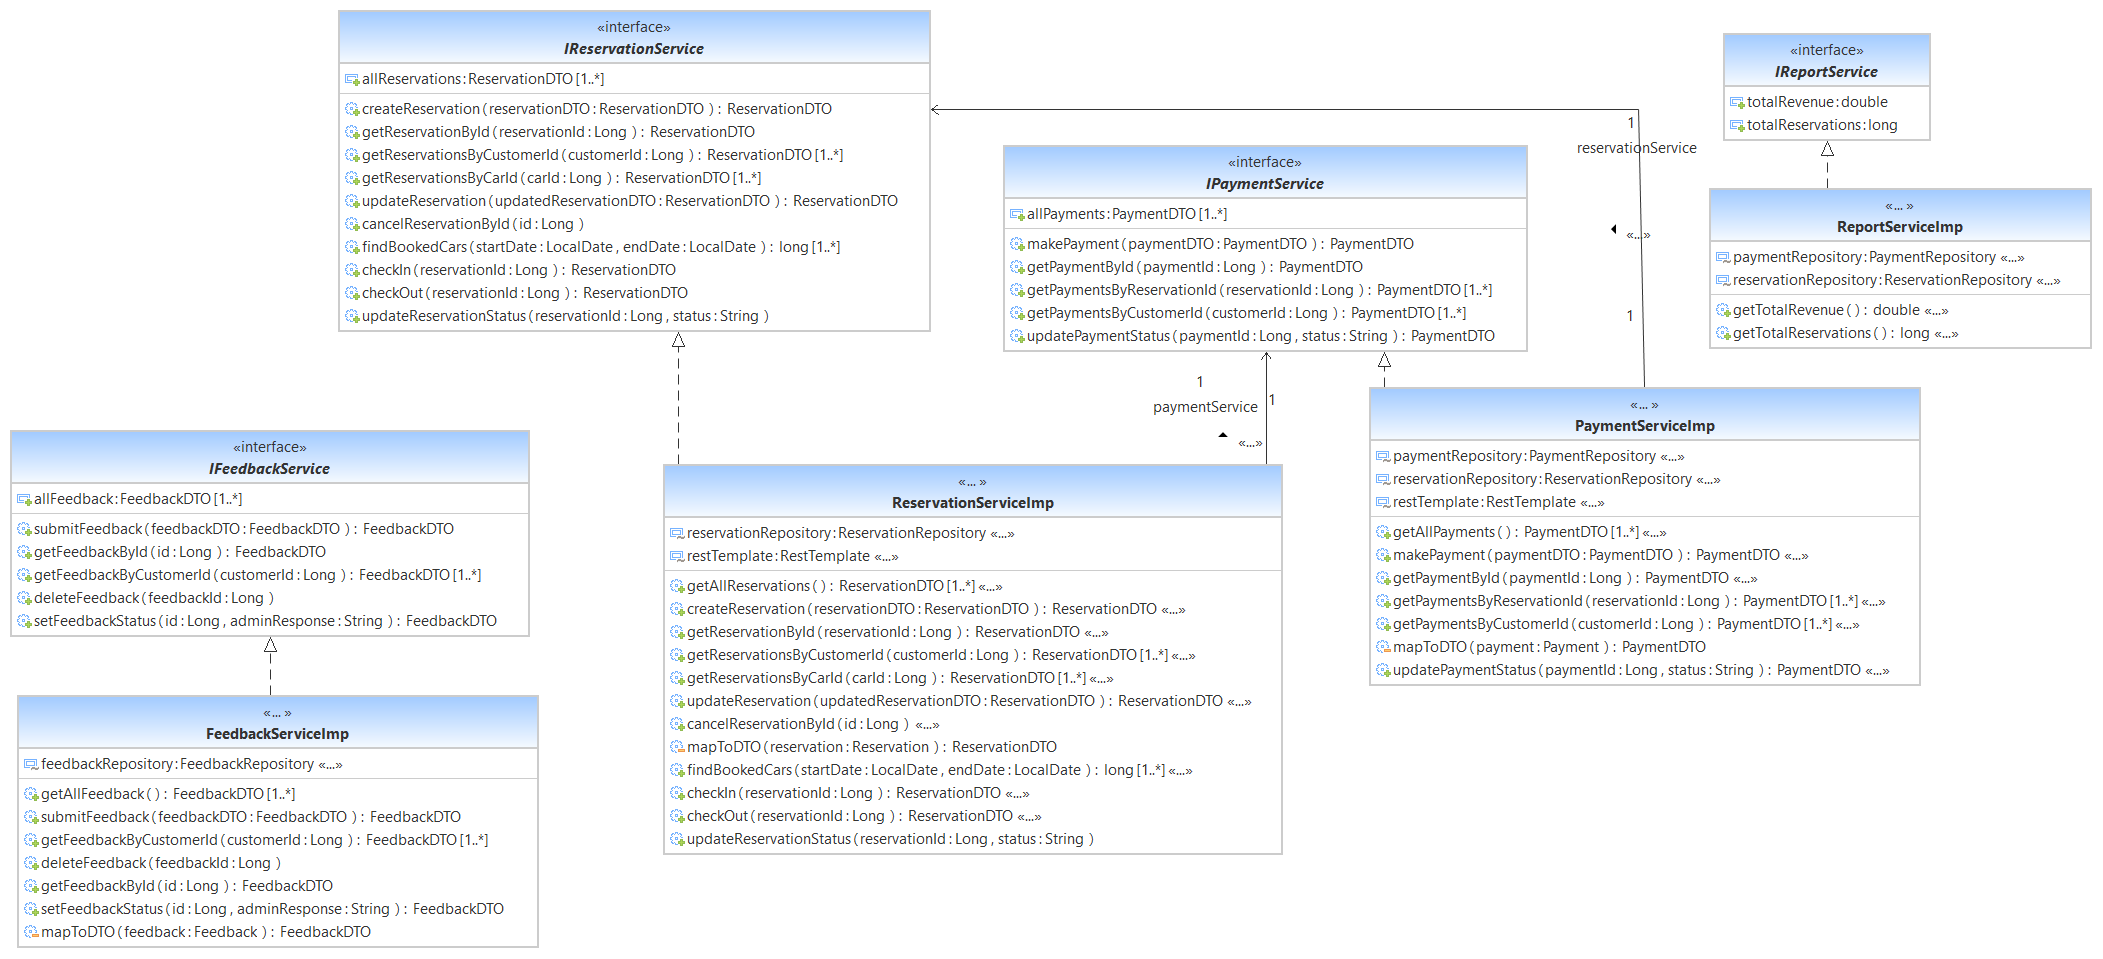 «interface»
IReservationService
allReservations:ReservationDTO [1..*]
createReservation (reservationDTO:ReservationDTO ) : ReservationDTO
getReservationById (reservationId:Long ) : ReservationDTO
getReservationsByCustomerId (customerId:Long ) : ReservationDTO [1..*]
getReservationsByCarId (carId:Long ) : ReservationDTO [1..*]
updateReservation (updatedReservationDTO:ReservationDTO ) : ReservationDTO
cancelReservationById (id:Long )
findBookedCars (startDate:LocalDate , endDate:LocalDate ) : long [1..*]
checkIn (reservationId:Long ) : ReservationDTO
checkOut (reservationId:Long ) : ReservationDTO
updateReservationStatus (reservationId:Long , status:String )
«interface»
IReportService
totalRevenue:double
totalReservations:long
1
reservationService
«...»
1
«interface»
IPaymentService
allPayments:PaymentDTO [1..*]
makePayment (paymentDTO:PaymentDTO ) : PaymentDTO
getPaymentById (paymentId:Long ) : PaymentDTO
getPaymentsByReservationId (reservationId:Long ) : PaymentDTO [1..*]
getPaymentsByCustomerId (customerId:Long ) : PaymentDTO [1..*]
updatePaymentStatus (paymentId:Long , status:String ) : PaymentDTO
«... »
ReportServiceImp
paymentRepository:PaymentRepository «...»
reservationRepository:ReservationRepository «...»
getTotalRevenue ( ) : double «...»
getTotalReservations ( ) : long «...»
1
paymentService
1
«...»
«... »
PaymentServiceImp
paymentRepository:PaymentRepository «...»
reservationRepository:ReservationRepository «...»
restTemplate:RestTemplate «...»
getAllPayments ( ) : PaymentDTO [1..*] «...»
makePayment (paymentDTO:PaymentDTO ) : PaymentDTO «...»
getPaymentById (paymentId:Long ) : PaymentDTO «...»
getPaymentsByReservationId (reservationId:Long ) : PaymentDTO [1..*] «...»
getPaymentsByCustomerId (customerId:Long ) : PaymentDTO [1..*] «...»
mapToDTO (payment:Payment ) : PaymentDTO
updatePaymentStatus (paymentId:Long , status:String ) : PaymentDTO «...»
«interface»
IFeedbackService
allFeedback:FeedbackDTO [1..*]
submitFeedback (feedbackDTO:FeedbackDTO ) : FeedbackDTO
getFeedbackById (id:Long ) : FeedbackDTO
getFeedbackByCustomerId (customerId:Long ) : FeedbackDTO [1..*]
deleteFeedback (feedbackId:Long )
setFeedbackStatus (id:Long , adminResponse:String ) : FeedbackDTO
«... »
ReservationServiceImp
reservationRepository:ReservationRepository «...»
restTemplate:RestTemplate «...»
getAllReservations ( ) : ReservationDTO [1..*] «...»
createReservation (reservationDTO:ReservationDTO ) : ReservationDTO «...»
getReservationById (reservationId:Long ) : ReservationDTO «...»
getReservationsByCustomerId (customerId:Long ) : ReservationDTO [1..*] «...»
getReservationsByCarId (carId:Long ) : ReservationDTO [1..*] «...»
updateReservation (updatedReservationDTO:ReservationDTO ) : ReservationDTO «...»
cancelReservationById (id:Long ) «...»
mapToDTO (reservation:Reservation ) : ReservationDTO
findBookedCars (startDate:LocalDate , endDate:LocalDate ) : long [1..*] «...»
checkIn (reservationId:Long ) : ReservationDTO «...»
checkOut (reservationId:Long ) : ReservationDTO «...»
updateReservationStatus (reservationId:Long , status:String )
«... »
FeedbackServiceImp
feedbackRepository:FeedbackRepository «...»
getAllFeedback ( ) : FeedbackDTO [1..*]
submitFeedback (feedbackDTO:FeedbackDTO ) : FeedbackDTO
getFeedbackByCustomerId (customerId:Long ) : FeedbackDTO [1..*]
deleteFeedback (feedbackId:Long )
getFeedbackById (id:Long ) : FeedbackDTO
setFeedbackStatus (id:Long , adminResponse:String ) : FeedbackDTO
mapToDTO (feedback:Feedback ) : FeedbackDTO